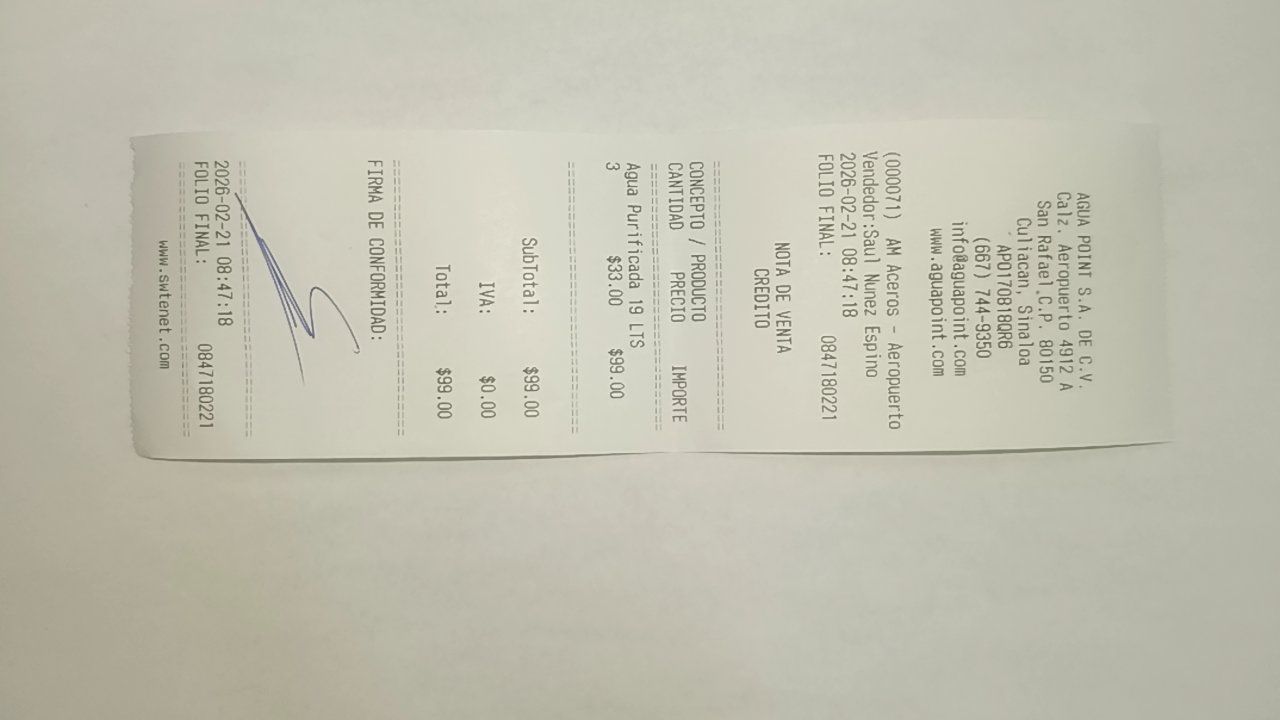 AGUA POINT S.A. DE C.V.
Calz. Aeropuerto 4912 A
San Rafael.C.P. 80150
Culiacan, Sinaloa
APO170818QR6
(667) 744-9350
info@aguapoint.com
www.aguapoint.com
(000071) AM Aceros - Aeropuerto
Vendedor:Saul Nunez Espino
2026-02-21 08:47:18
FOLIO FINAL: 0847180221
NOTA DE VENTA
CREDITO
CONCEPTO / PRODUCTO
CANTIDAD PRECIO IMPORTE
Agua Purificada 19 LTS
3 $33.00 $99.00
SubTotal: $99.00
IVA: $0.00
Total: $99.00
FIRMA DE CONFORMIDAD:
2026-02-21 08:47:18
FOLIO FINAL: 0847180221
www.swtenet.com